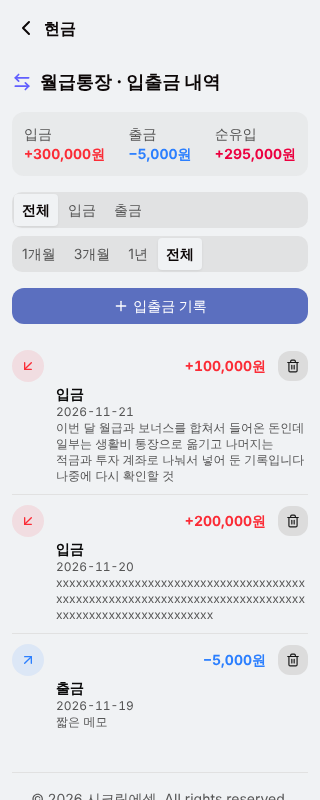 현금
월급통장 · 입출금 내역
입금 출금 순유입
+300,000원 −5,000원 +295,000원
전체 입금 출금
1개월 3개월 1년 전체
+ 입출금 기록
+100,000원
입금
2026-11-21
이번 달 월급과 보너스를 합쳐서 들어온 돈인데
일부는 생활비 통장으로 옮기고 나머지는
적금과 투자 계좌로 나눠서 넣어 둔 기록입니다
나중에 다시 확인할 것
+200,000원
입금
2026-11-20
xxxxxxxxxxxxxxxxxxxxxxxxxxxxxxxxxxxxxx
xxxxxxxxxxxxxxxxxxxxxxxxxxxxxxxxxxxxxx
xxxxxxxxxxxxxxxxxxxxxxxx
−5,000원
출금
2026-11-19
짧은 메모
© 2026 시크릿에셋. All rights reserved.